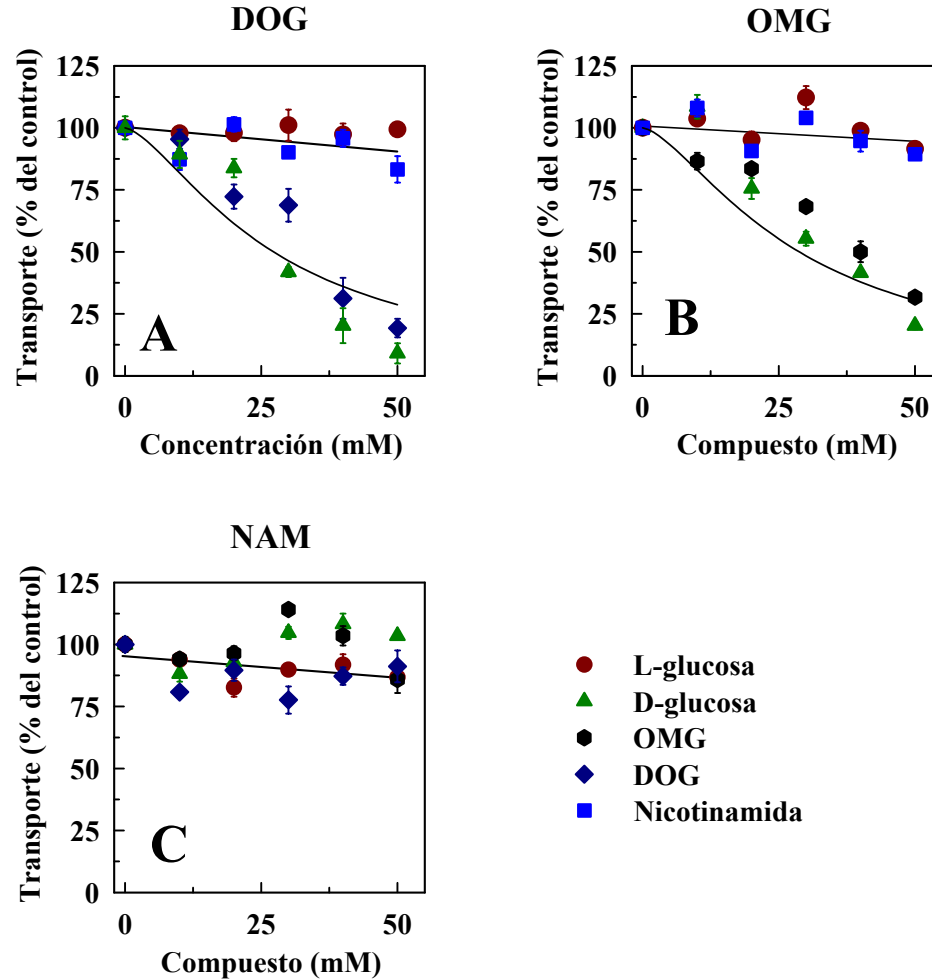 DOG
Transporte (% del control)
125
100
75
50
25
0
A
0 25 50
Concentración (mM)
OMG
Transporte (% del control)
125
100
75
50
25
0
B
0 25 50
Compuesto (mM)
NAM
Transporte (% del control)
125
100
75
50
25
0
C
0 25 50
Compuesto (mM)
L-glucosa
D-glucosa
OMG
DOG
Nicotinamida